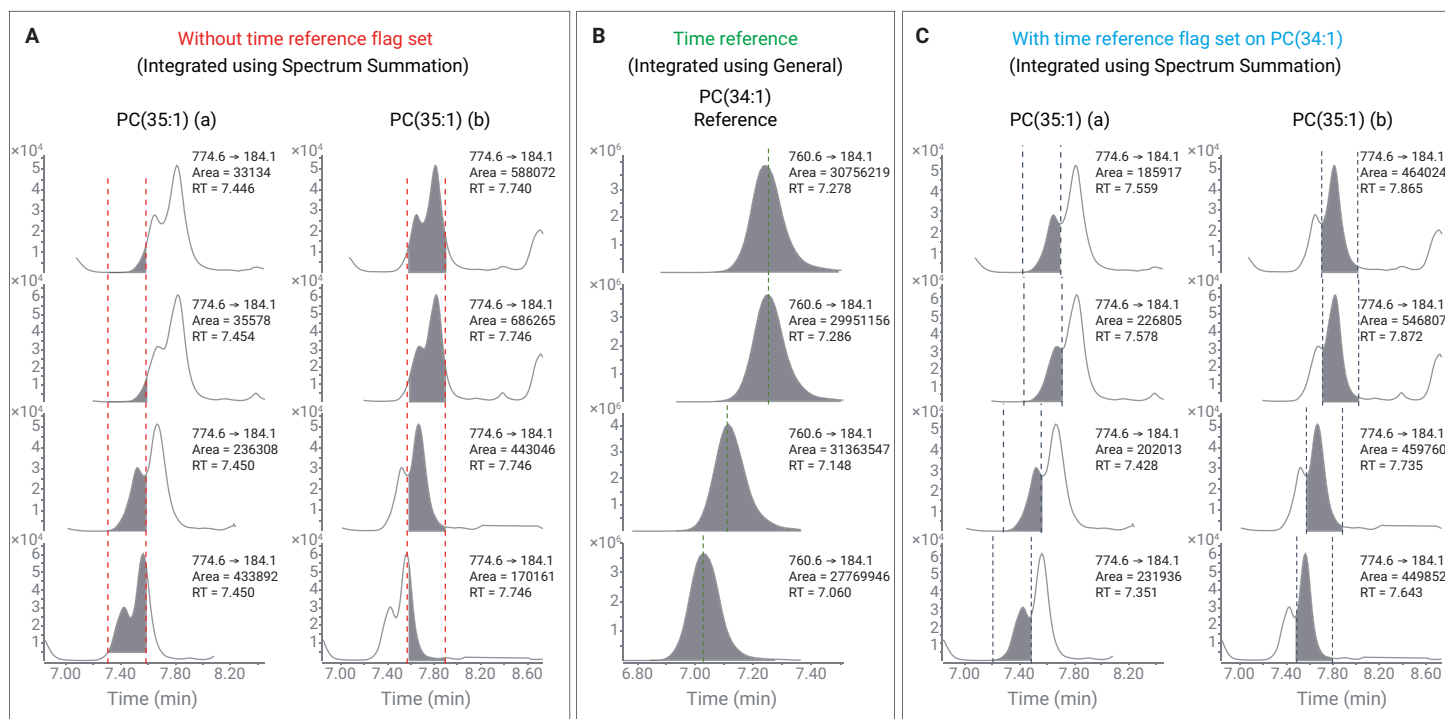 A
Without time reference flag set
(Integrated using Spectrum Summation)
PC(35:1) (a)
×10⁴
5
4
3
2
1
774.6 → 184.1
Area = 33134
RT = 7.446
×10⁴
6
5
4
3
2
1
774.6 → 184.1
Area = 35578
RT = 7.454
×10⁴
5
4
3
2
1
774.6 → 184.1
Area = 236308
RT = 7.450
×10⁴
6
5
4
3
2
1
774.6 → 184.1
Area = 433892
RT = 7.450
7.00 7.40 7.80 8.20
Time (min)
PC(35:1) (b)
×10⁴
5
4
3
2
1
774.6 → 184.1
Area = 588072
RT = 7.740
×10⁴
6
5
4
3
2
1
774.6 → 184.1
Area = 686265
RT = 7.746
×10⁴
5
4
3
2
1
774.6 → 184.1
Area = 443046
RT = 7.746
×10⁴
6
5
4
3
2
1
774.6 → 184.1
Area = 170161
RT = 7.746
7.00 7.40 7.80 8.20 8.60
Time (min)
B
Time reference
(Integrated using General)
PC(34:1)
Reference
×10⁶
3
2
1
760.6 → 184.1
Area = 30756219
RT = 7.278
×10⁶
3
2
1
760.6 → 184.1
Area = 29951156
RT = 7.286
×10⁶
4
3
2
1
760.6 → 184.1
Area = 31363547
RT = 7.148
×10⁶
3
2
1
760.6 → 184.1
Area = 27769946
RT = 7.060
6.80 7.00 7.20 7.40
Time (min)
C
With time reference flag set on PC(34:1)
(Integrated using Spectrum Summation)
PC(35:1) (a)
×10⁴
5
4
3
2
1
774.6 → 184.1
Area = 185917
RT = 7.559
×10⁴
6
5
4
3
2
1
774.6 → 184.1
Area = 226805
RT = 7.578
×10⁴
5
4
3
2
1
774.6 → 184.1
Area = 202013
RT = 7.428
×10⁴
6
5
4
3
2
1
774.6 → 184.1
Area = 231936
RT = 7.351
7.00 7.40 7.80 8.20
Time (min)
PC(35:1) (b)
×10⁴
5
4
3
2
1
774.6 → 184.1
Area = 464024
RT = 7.865
×10⁴
6
5
4
3
2
1
774.6 → 184.1
Area = 546807
RT = 7.872
×10⁴
5
4
3
2
1
774.6 → 184.1
Area = 459760
RT = 7.735
×10⁴
6
5
4
3
2
1
774.6 → 184.1
Area = 449852
RT = 7.643
7.00 7.40 7.80 8.20 8.60
Time (min)